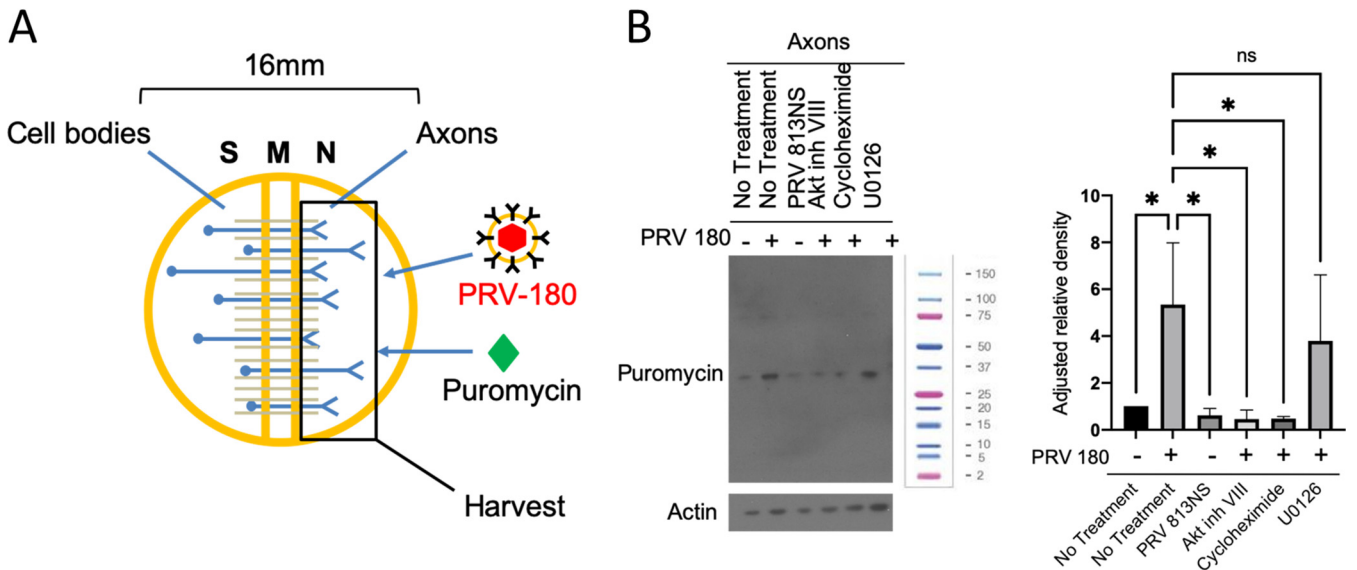 A
16mm
Cell bodies
Axons
S M N
PRV-180
Puromycin
Harvest
B
Axons
No Treatment
No Treatment
PRV 813NS
Akt inh VIII
Cycloheximide
U0126
PRV 180 - + - + + +
Puromycin
Actin
- 150
- 100
- 75
- 50
- 37
- 25
- 20
- 15
- 10
- 5
- 2
ns
*
*
* *
Adjusted relative density
10
8
6
4
2
0
PRV 180 - + - + + +
No Treatment
No Treatment
PRV 813NS
Akt inh VIII
Cycloheximide
U0126